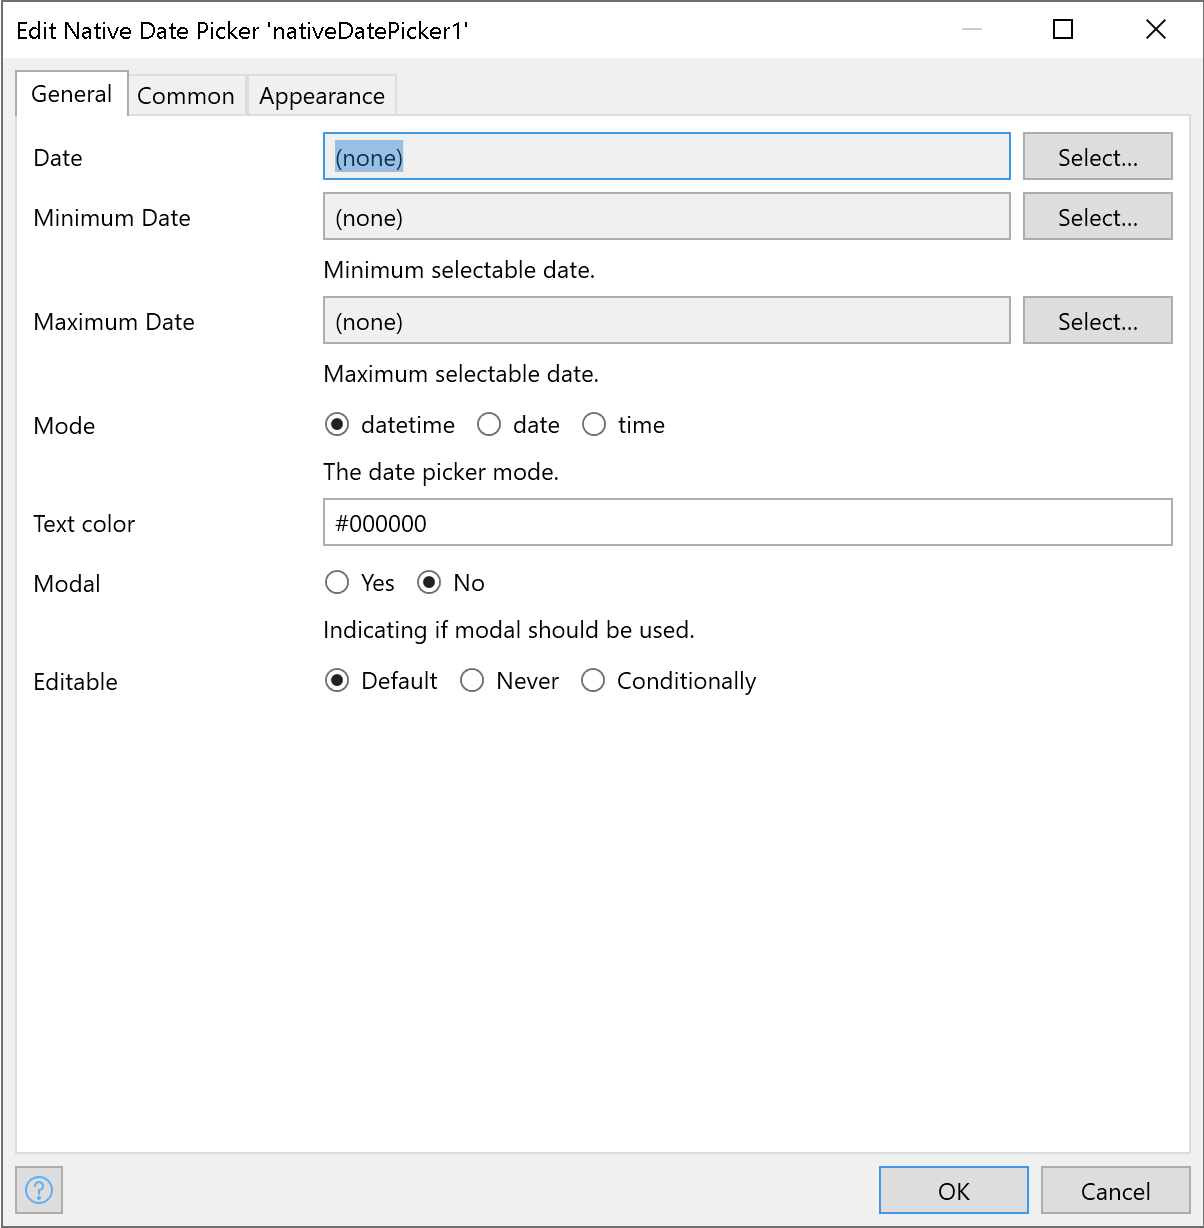 Edit Native Date Picker 'nativeDatePicker1'
General Common Appearance
Date (none) Select...
Minimum Date (none) Select...
Minimum selectable date.
Maximum Date (none) Select...
Maximum selectable date.
Mode datetime date time
The date picker mode.
Text color #000000
Modal Yes No
Indicating if modal should be used.
Editable Default Never Conditionally
? OK Cancel